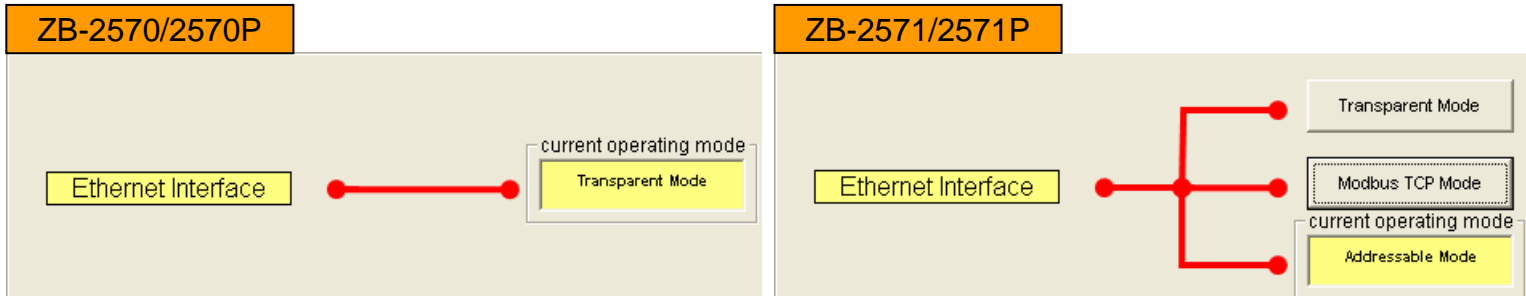 ZB-2570/2570P
Ethernet Interface
current operating mode
Transparent Mode
ZB-2571/2571P
Ethernet Interface
Transparent Mode
Modbus TCP Mode
current operating mode
Addressable Mode